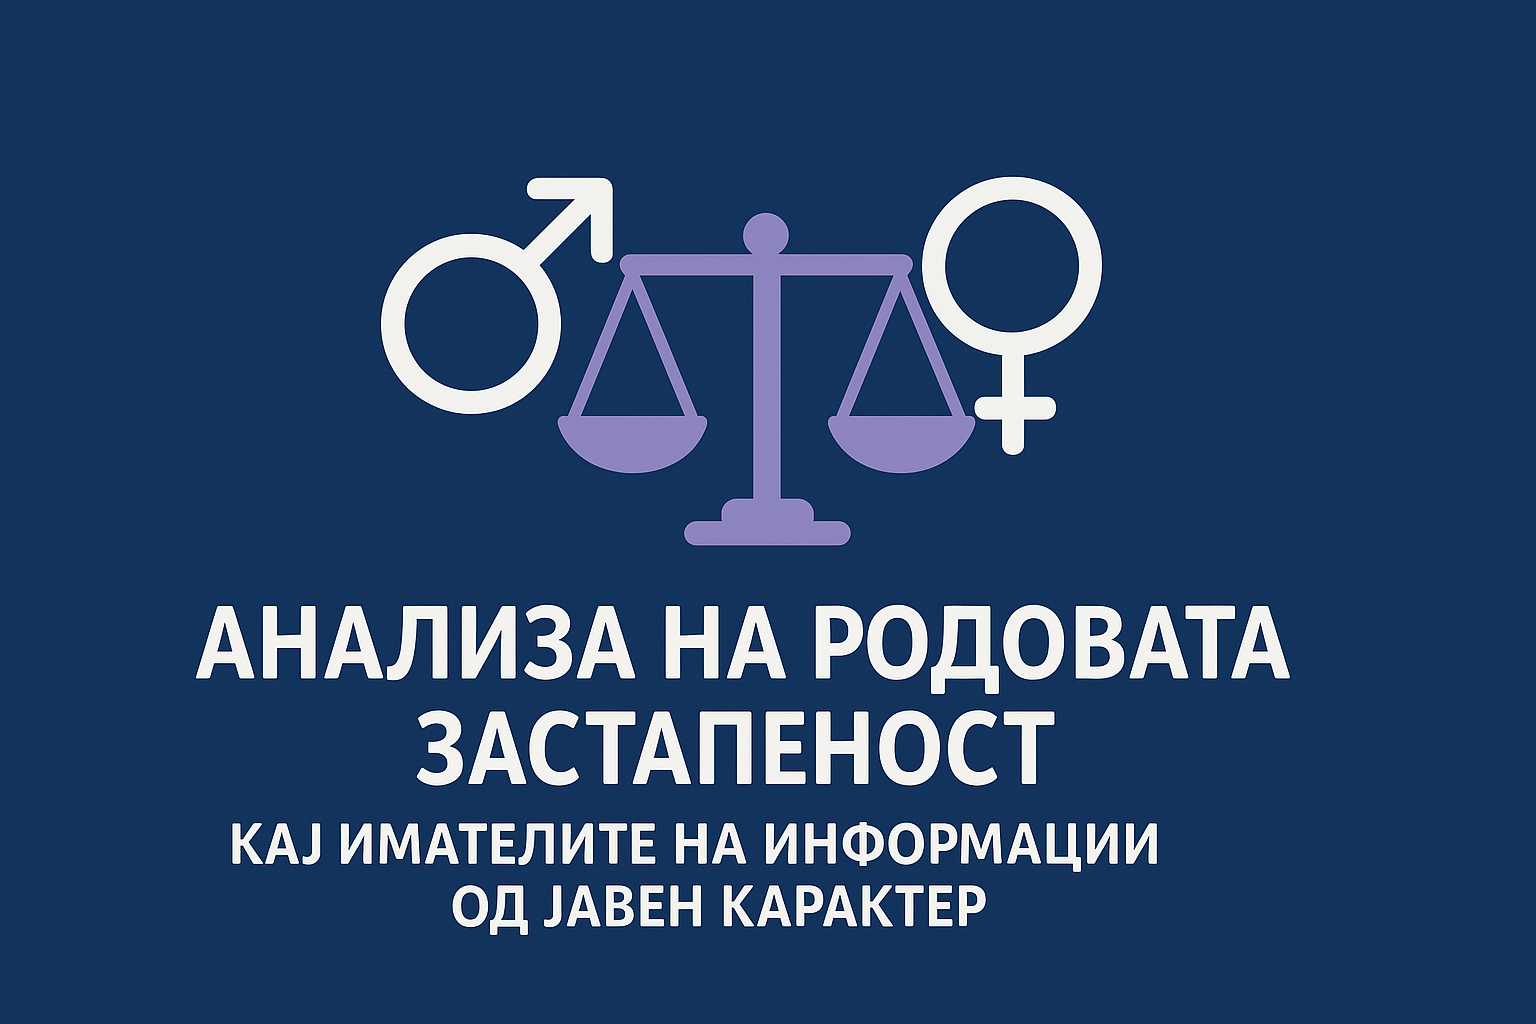 АНАЛИЗА НА РОДОВАТА
ЗАСТАПЕНОСТ
КАЈ ИМАТЕЛИТЕ НА ИНФОРМАЦИИ
ОД ЈАВЕН КАРАКТЕР